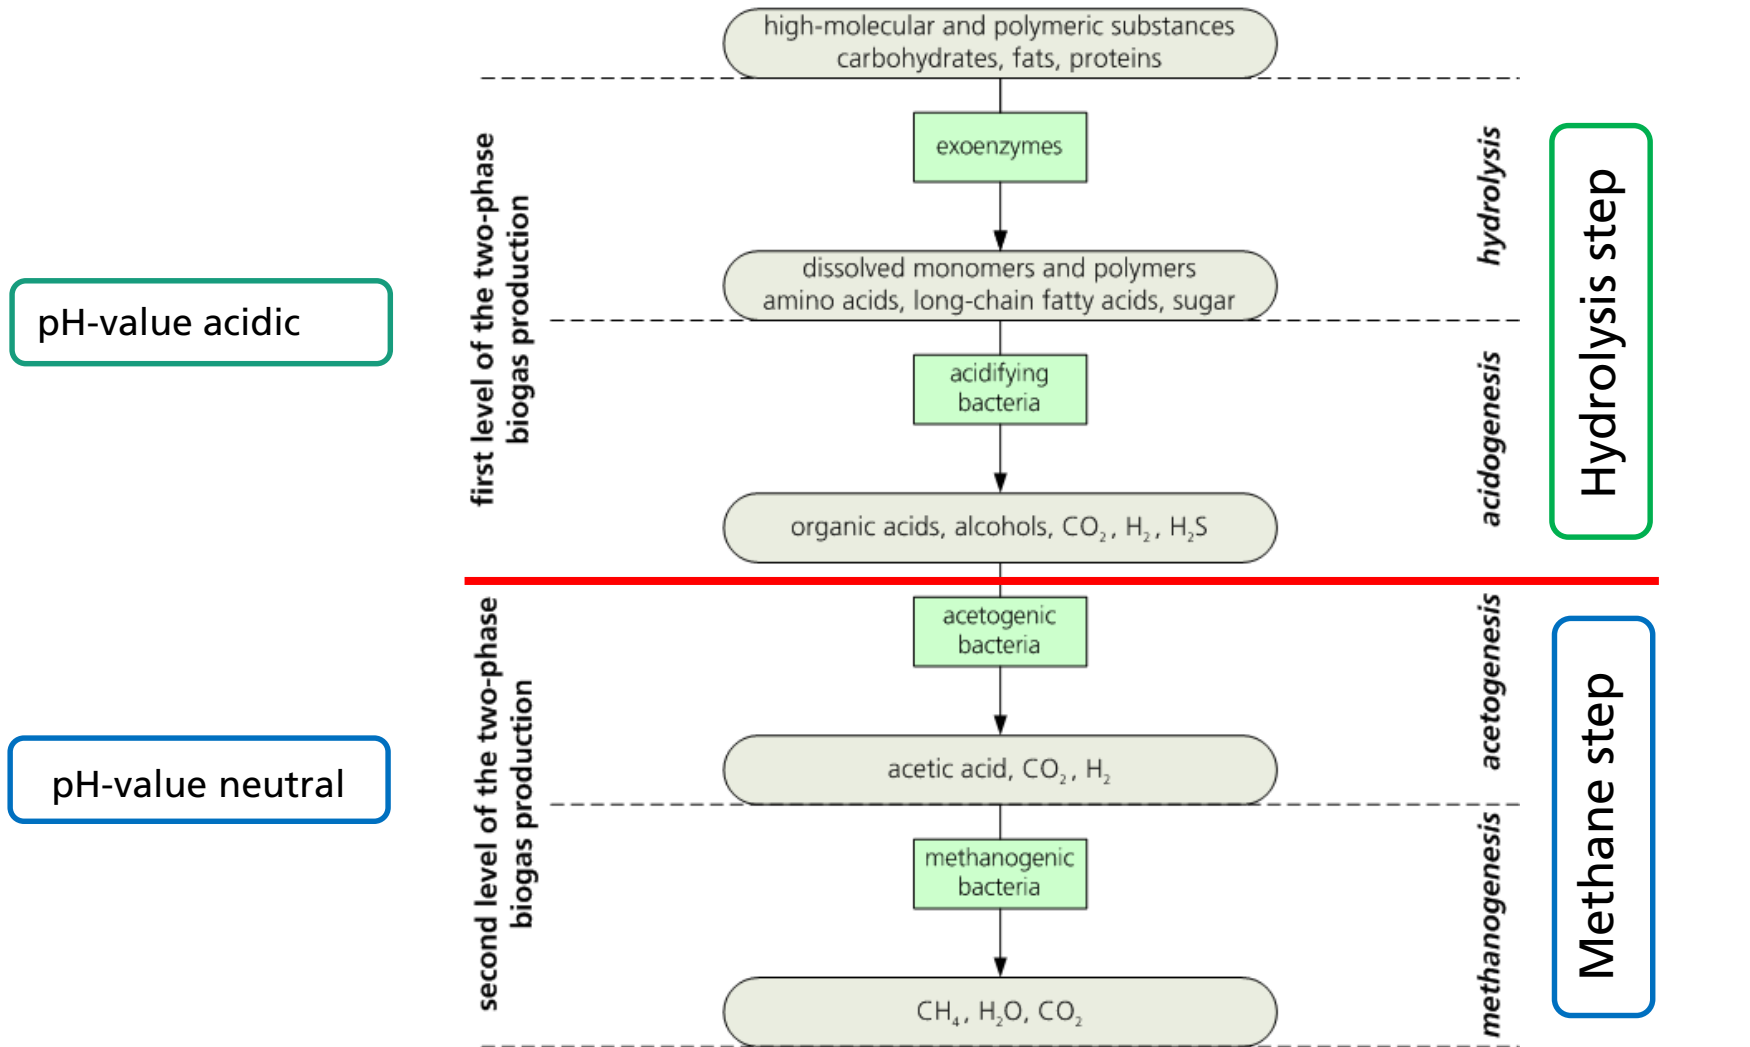 high-molecular and polymeric substances
carbohydrates, fats, proteins
exoenzymes
hydrolysis
dissolved monomers and polymers
amino acids, long-chain fatty acids, sugar
first level of the two-phase
biogas production
Hydrolysis step
pH-value acidic
acidifying
bacteria
acidogenesis
organic acids, alcohols, CO₂, H₂, H₂S
acetogenic
bacteria
acetogenesis
acetic acid, CO₂, H₂
second level of the two-phase
biogas production
Methane step
pH-value neutral
methanogenic
bacteria
methanogenesis
CH₄, H₂O, CO₂